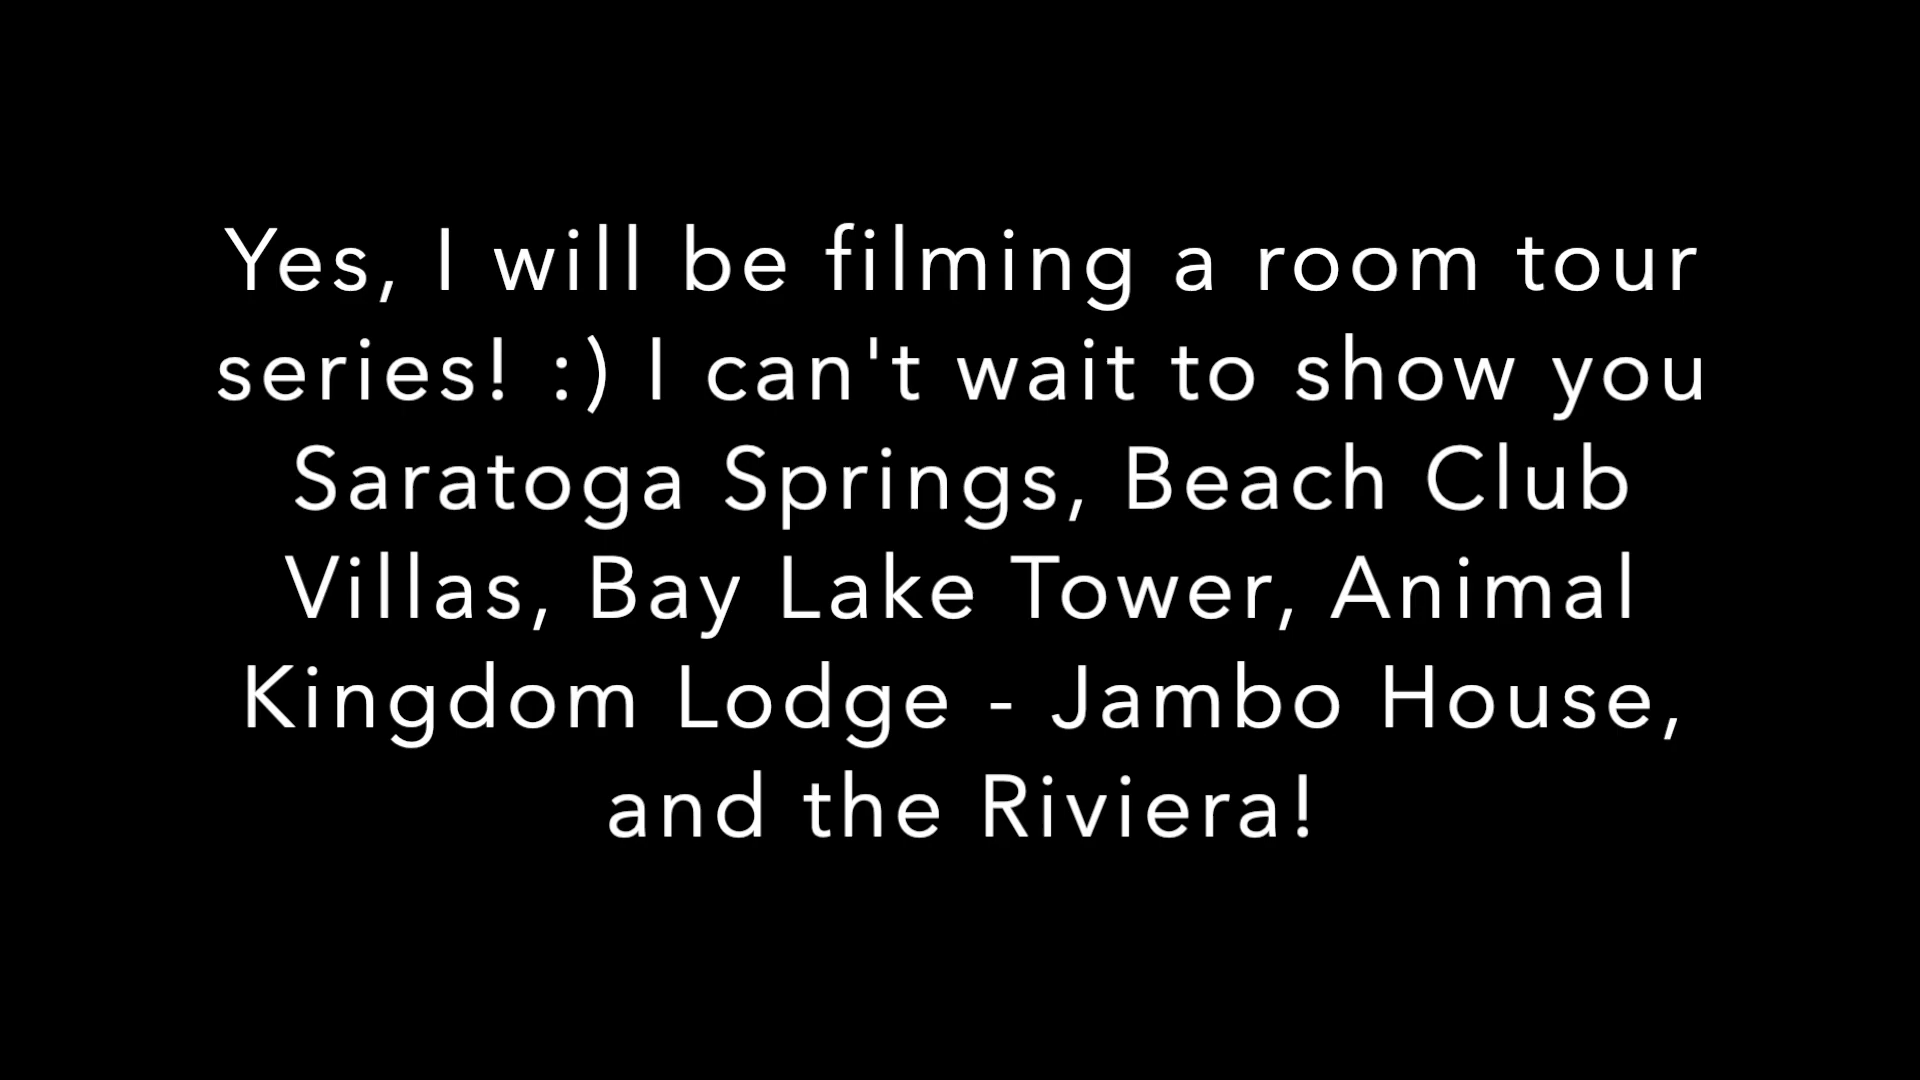 Yes, I will be filming a room tour
series! :) I can't wait to show you
Saratoga Springs, Beach Club
Villas, Bay Lake Tower, Animal
Kingdom Lodge - Jambo House,
and the Riviera!